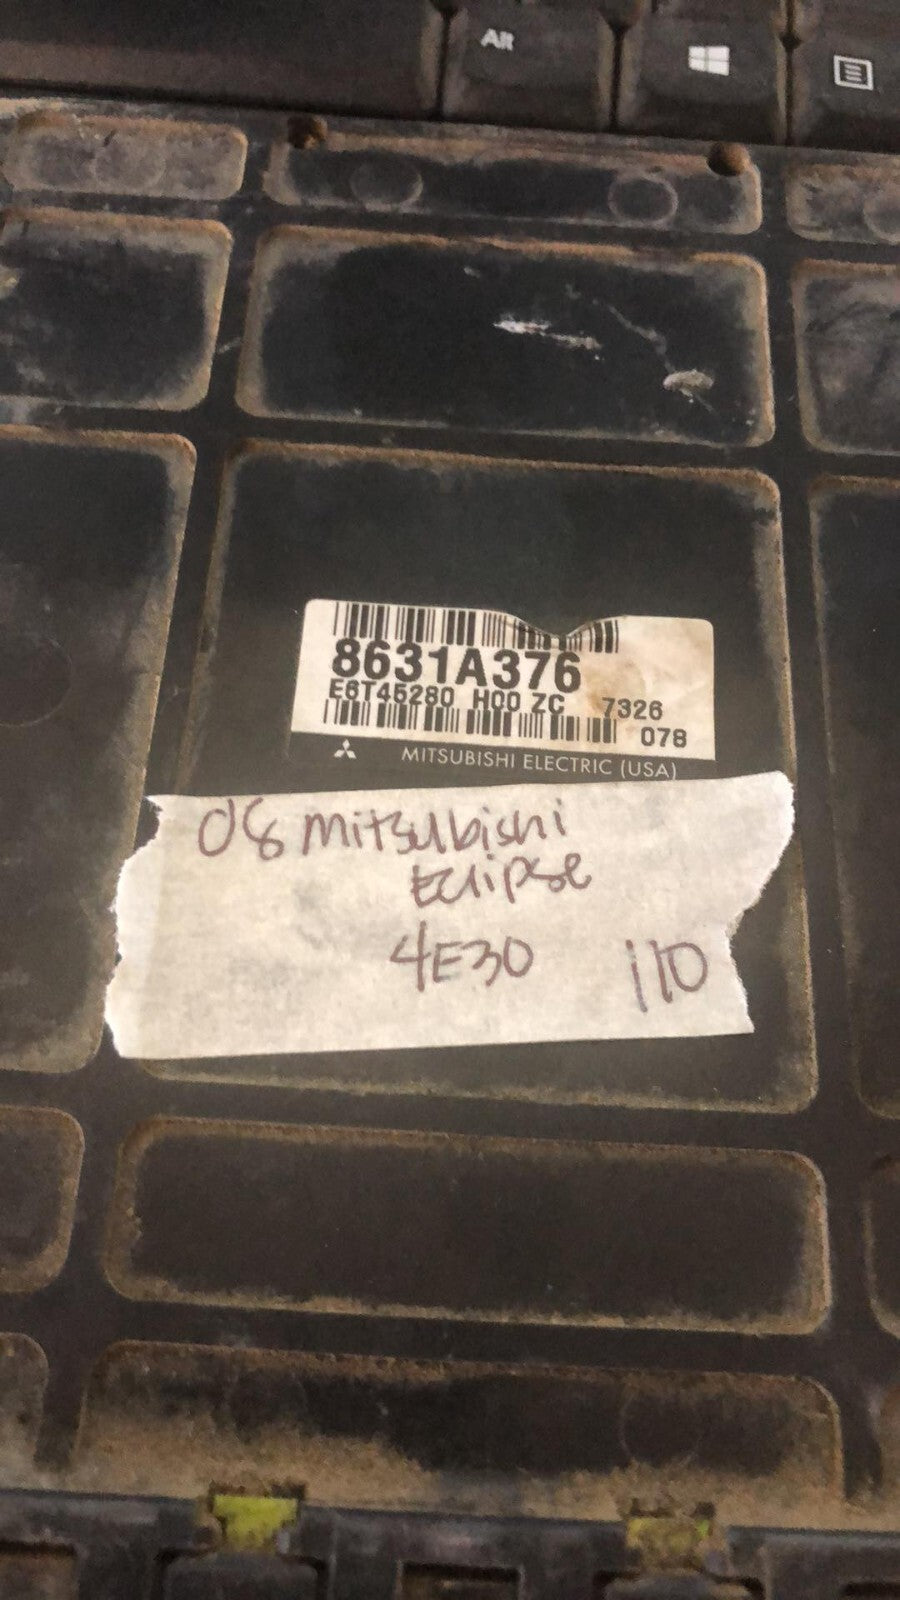 Alt
8631A376
E6T45280 H00 ZC 7326
078
MITSUBISHI ELECTRIC (USA)
08 mitsubishi
Eclipse
4E30 110